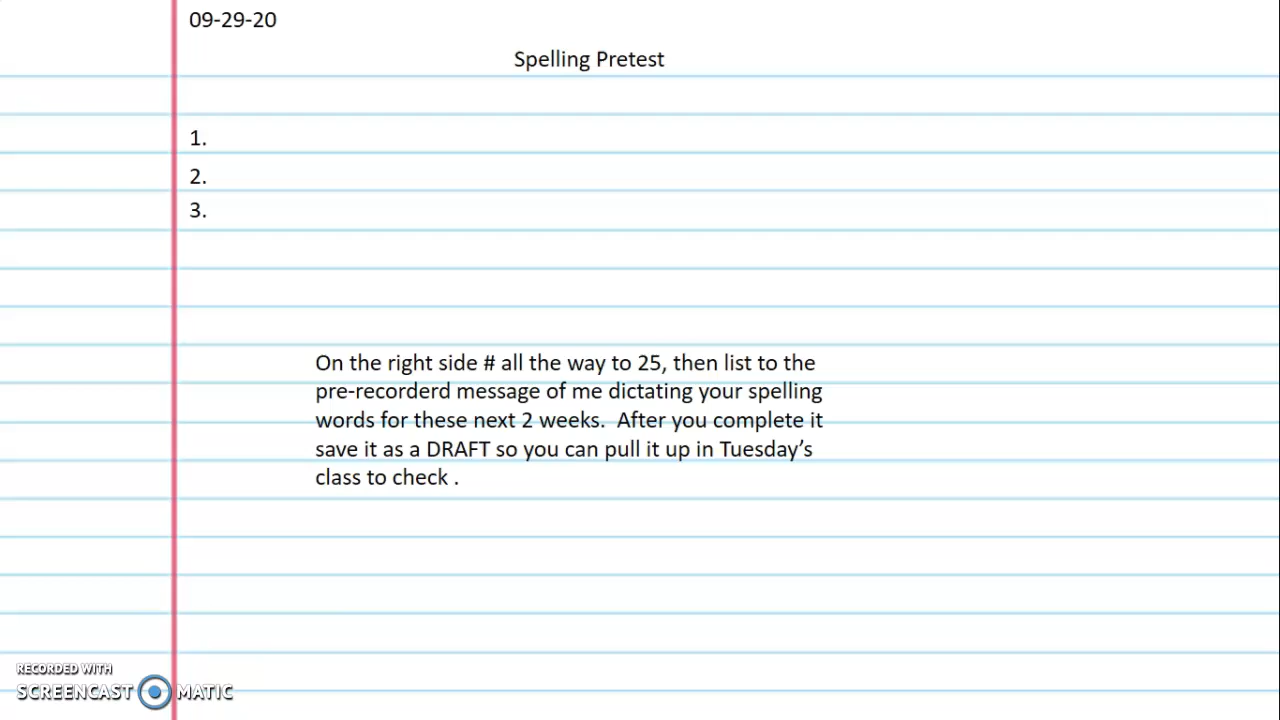 09-29-20
Spelling Pretest
1.
2.
3.
On the right side # all the way to 25, then list to the
pre-recorderd message of me dictating your spelling
words for these next 2 weeks.  After you complete it
save it as a DRAFT so you can pull it up in Tuesday’s
class to check .
RECORDED WITH
SCREENCAST MATIC